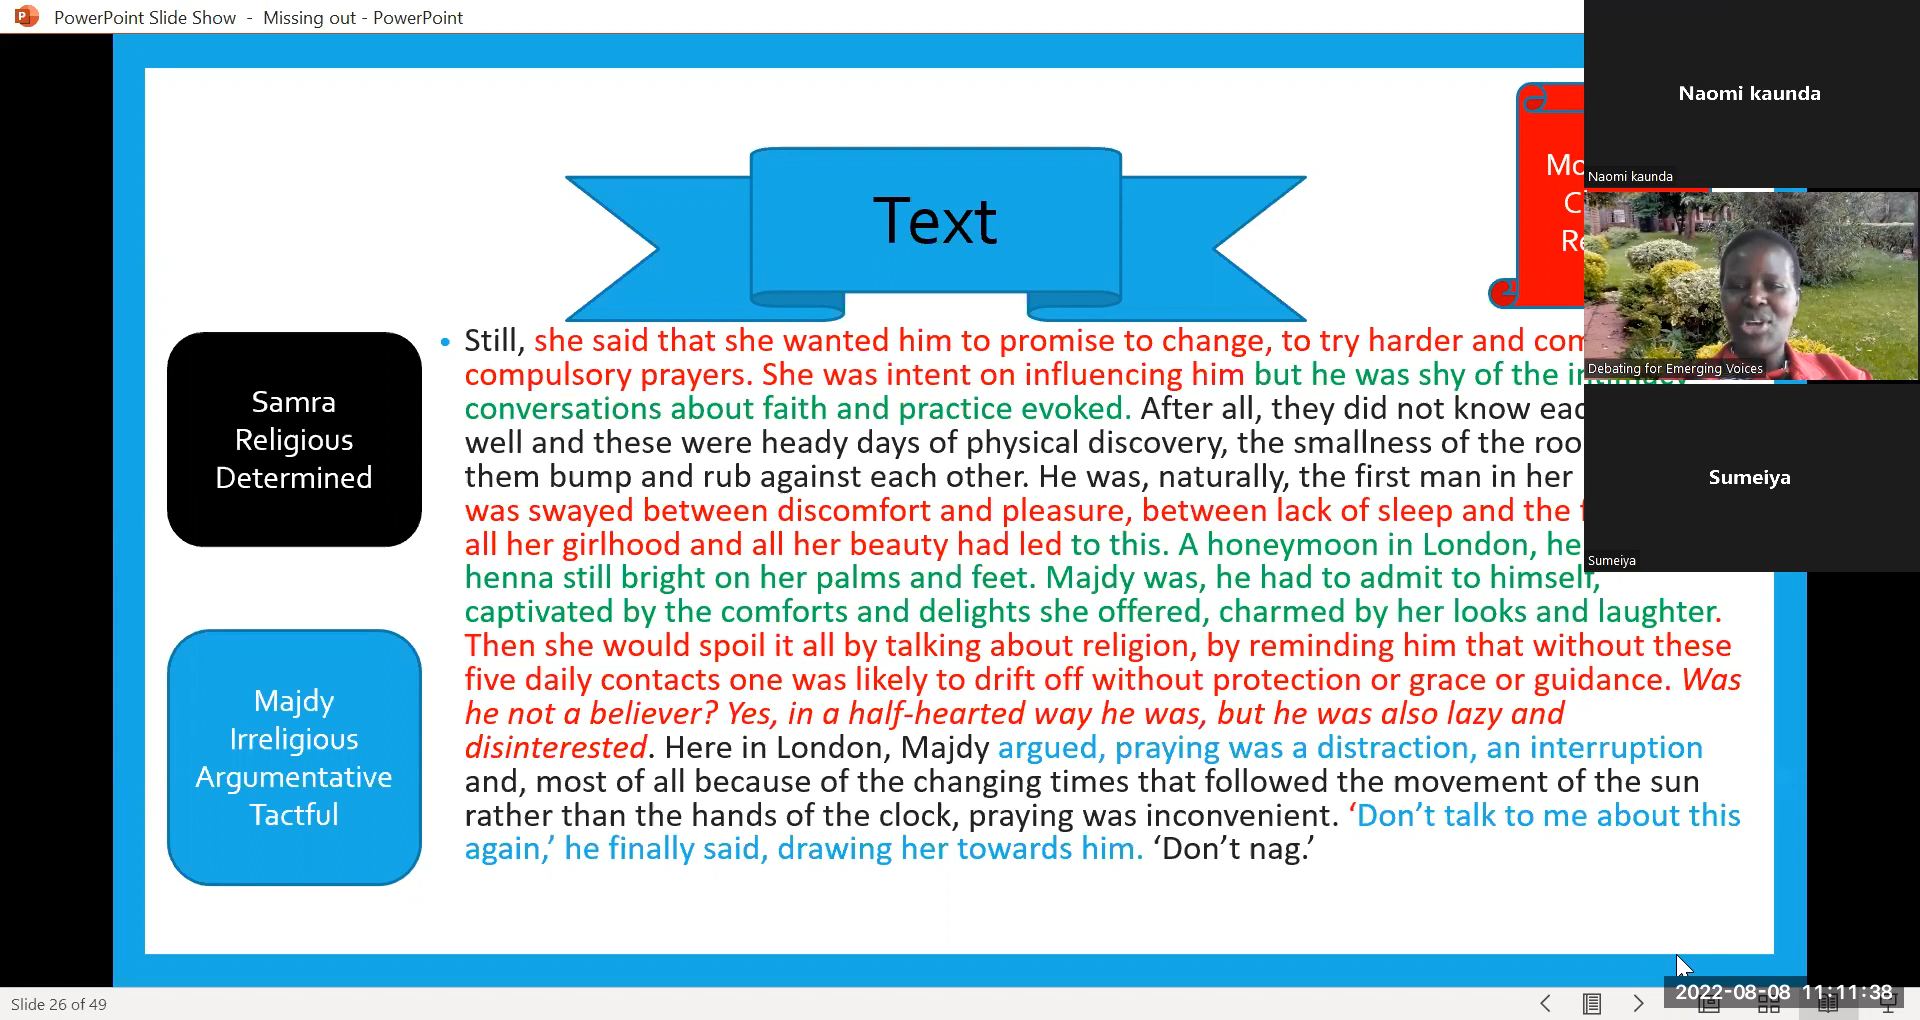 PowerPoint Slide Show - Missing out - PowerPoint
Naomi kaunda
Naomi kaunda
Debating for Emerging Voices
Sumeiya
Sumeiya
Text
Samra
Religious
Determined
Majdy
Irreligious
Argumentative
Tactful
• Still, she said that she wanted him to promise to change, to try harder and
compulsory prayers. She was intent on influencing him but he was shy of the
conversations about faith and practice evoked. After all, they did not know
well and these were heady days of physical discovery, the smallness of the
them bump and rub against each other. He was, naturally, the first man in her
was swayed between discomfort and pleasure, between lack of sleep and the
all her girlhood and all her beauty had led to this. A honeymoon in London,
henna still bright on her palms and feet. Majdy was, he had to admit to himself,
captivated by the comforts and delights she offered, charmed by her looks and laughter.
Then she would spoil it all by talking about religion, by reminding him that without these
five daily contacts one was likely to drift off without protection or grace or guidance. Was
he not a believer? Yes, in a half-hearted way he was, but he was also lazy and
disinterested. Here in London, Majdy argued, praying was a distraction, an interruption
and, most of all because of the changing times that followed the movement of the sun
rather than the hands of the clock, praying was inconvenient. ‘Don’t talk to me about this
again,’ he finally said, drawing her towards him. ‘Don’t nag.’
Slide 26 of 49
2022-08-08 11:11:38